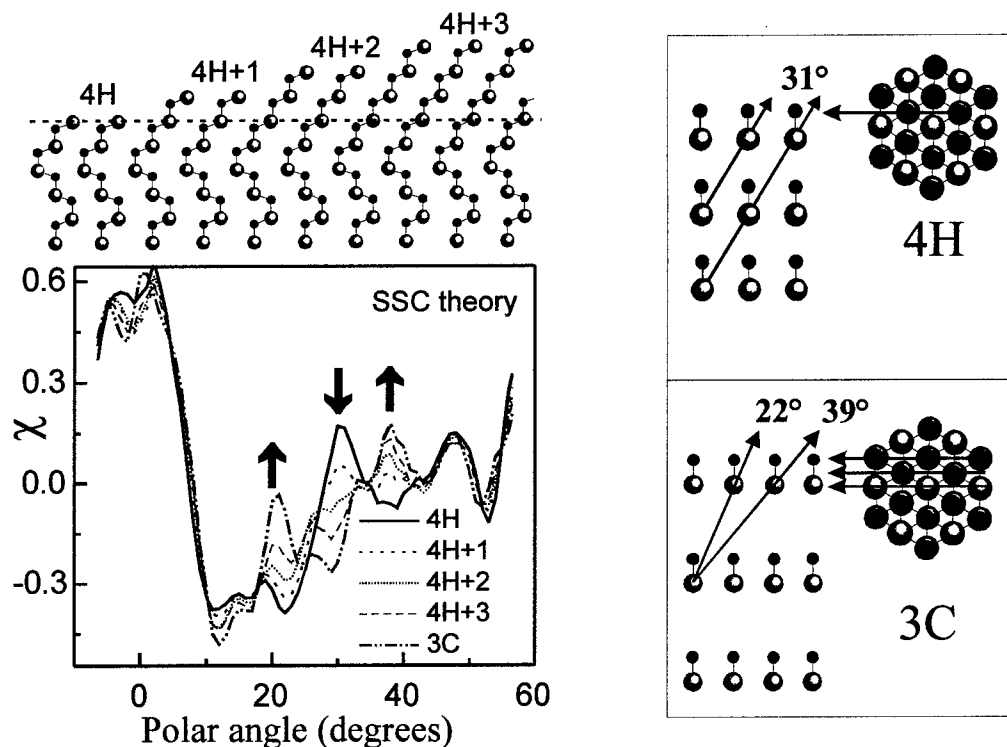 4H
4H+1
4H+2
4H+3
0.6
0.3
0.0
-0.3
χ
SSC theory
4H
4H+1
4H+2
4H+3
3C
0
20
40
60
Polar angle (degrees)
31°
4H
22°
39°
3C